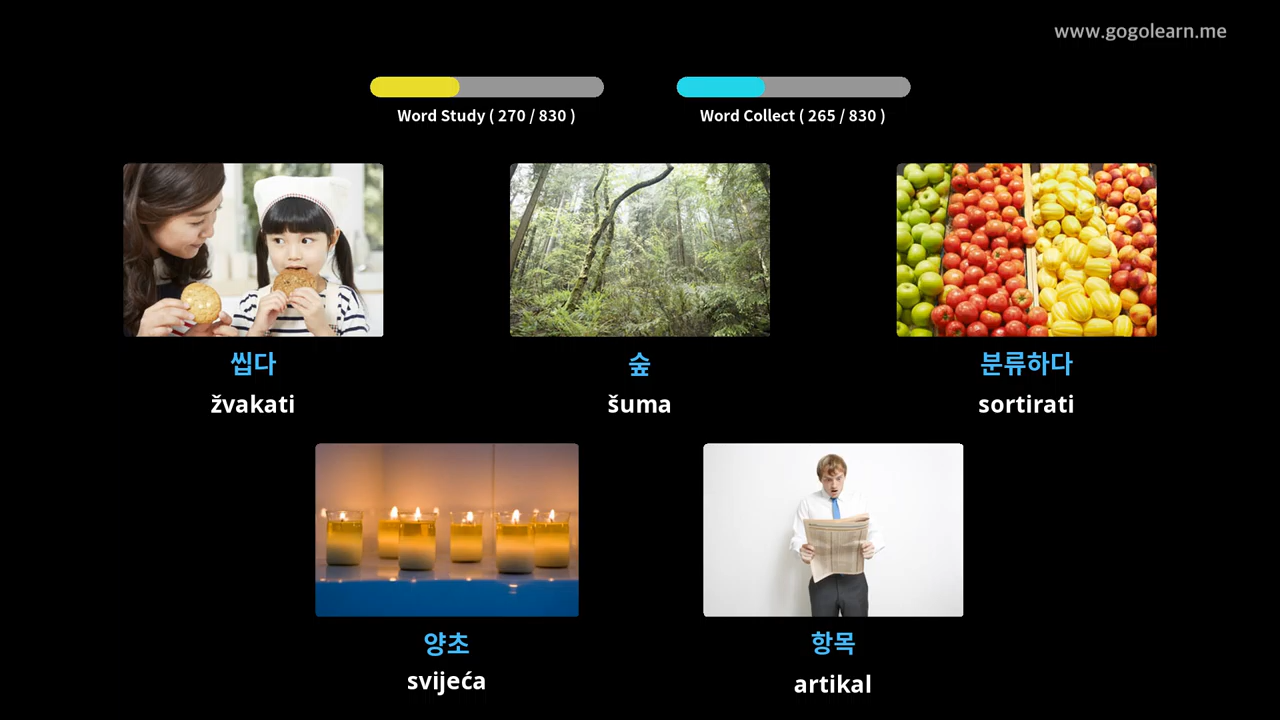 www.gogolearn.me
Word Study ( 270 / 830 )
Word Collect ( 265 / 830 )
씹다
žvakati
숲
šuma
분류하다
sortirati
양초
svijeća
항목
artikal